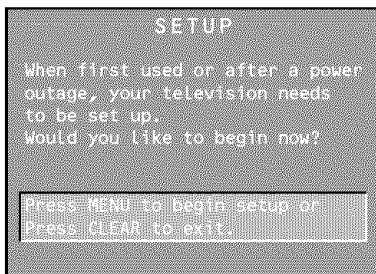 SETUP
When first used or after a power
outage, your television needs
to be set up.
Would you like to begin now?
Press MENU to begin setup or
Press CLEAR to exit.